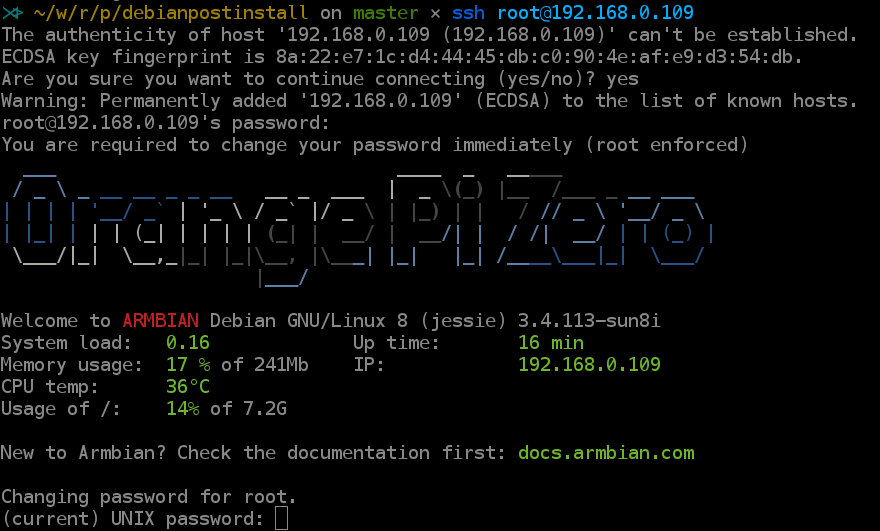 ~/w/r/p/debianpostinstall on master × ssh root@192.168.0.109
The authenticity of host '192.168.0.109 (192.168.0.109)' can't be established.
ECDSA key fingerprint is 8a:22:e7:1c:d4:44:45:db:c0:90:4e:af:e9:d3:54:db.
Are you sure you want to continue connecting (yes/no)? yes
Warning: Permanently added '192.168.0.109' (ECDSA) to the list of known hosts.
root@192.168.0.109's password:
You are required to change your password immediately (root enforced)
Orange Pi Zero
Welcome to ARMBIAN Debian GNU/Linux 8 (jessie) 3.4.113-sun8i
System load: 0.16 Up time: 16 min
Memory usage: 17 % of 241Mb IP: 192.168.0.109
CPU temp: 36°C
Usage of /: 14% of 7.2G
New to Armbian? Check the documentation first: docs.armbian.com
Changing password for root.
(current) UNIX password: